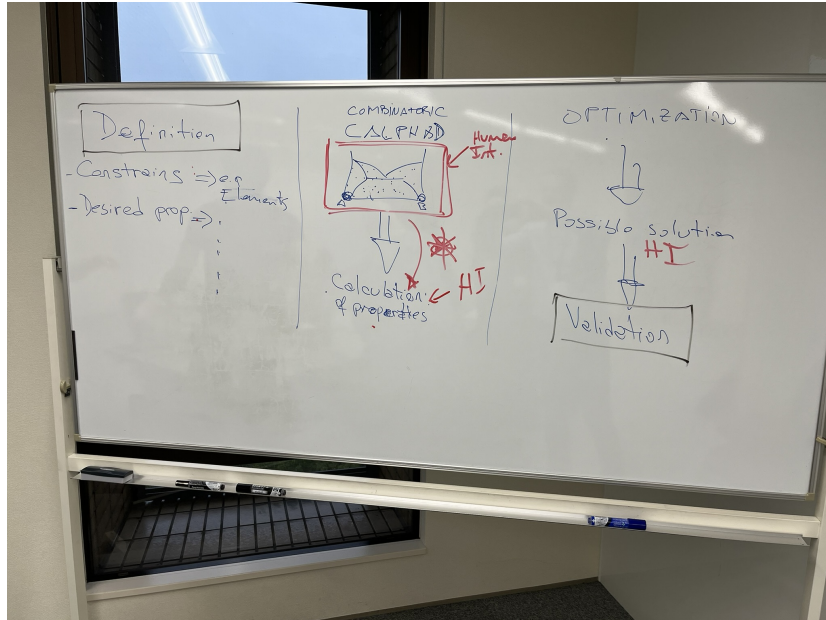 Definition
- Constrains => e.g
Elements
- Desired prop. =>
COMBINATORIC
CALPHAD
Human
Int.
A
B
Calculation
of properties
HI
OPTIMIZATION
Possible solution
HI
Validation